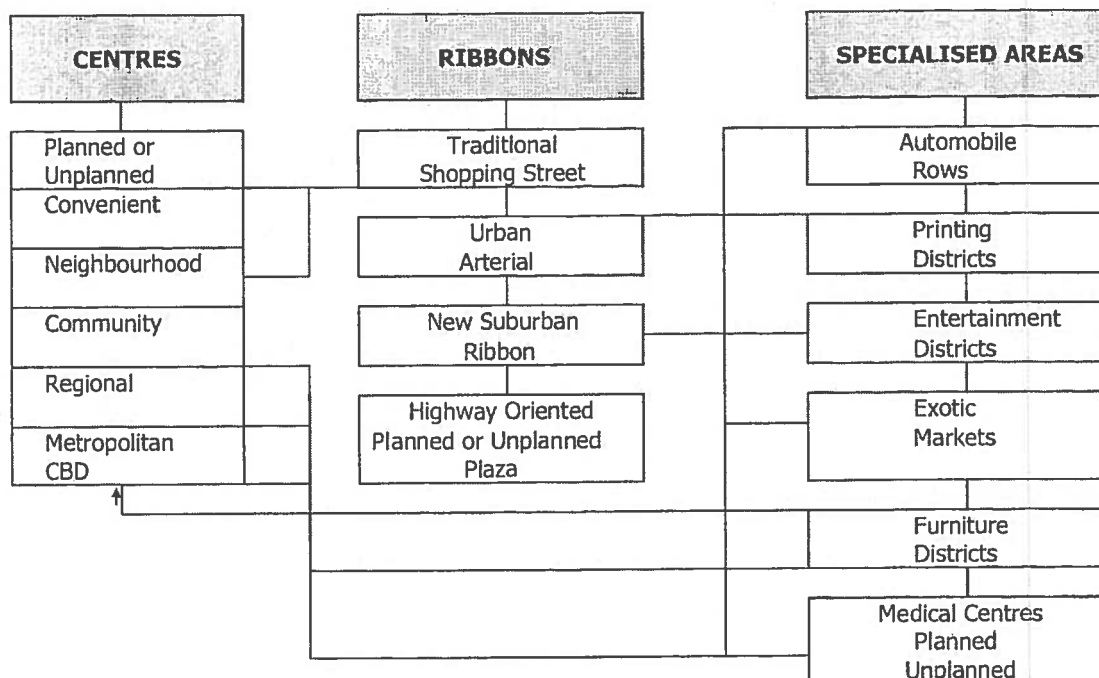 CENTRES
Planned or
Unplanned
Convenient
Neighbourhood
Community
Regional
Metropolitan
CBD
RIBBONS
Traditional
Shopping Street
Urban
Arterial
New Suburban
Ribbon
Highway Oriented
Planned or Unplanned
Plaza
SPECIALISED AREAS
Automobile
Rows
Printing
Districts
Entertainment
Districts
Exotic
Markets
Furniture
Districts
Medical Centres
Planned
Unplanned